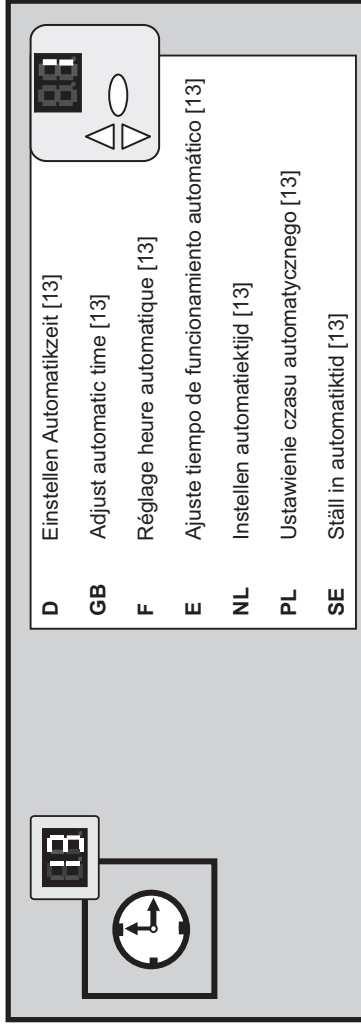 13
D Einstellen Automatikzeit [13]
GB Adjust automatic time [13]
F Réglage heure automatique [13]
E Ajuste tiempo de funcionamiento automático [13]
NL Instellen automatiektijd [13]
PL Ustawienie czasu automatycznego [13]
SE Ställ in automatiktid [13]